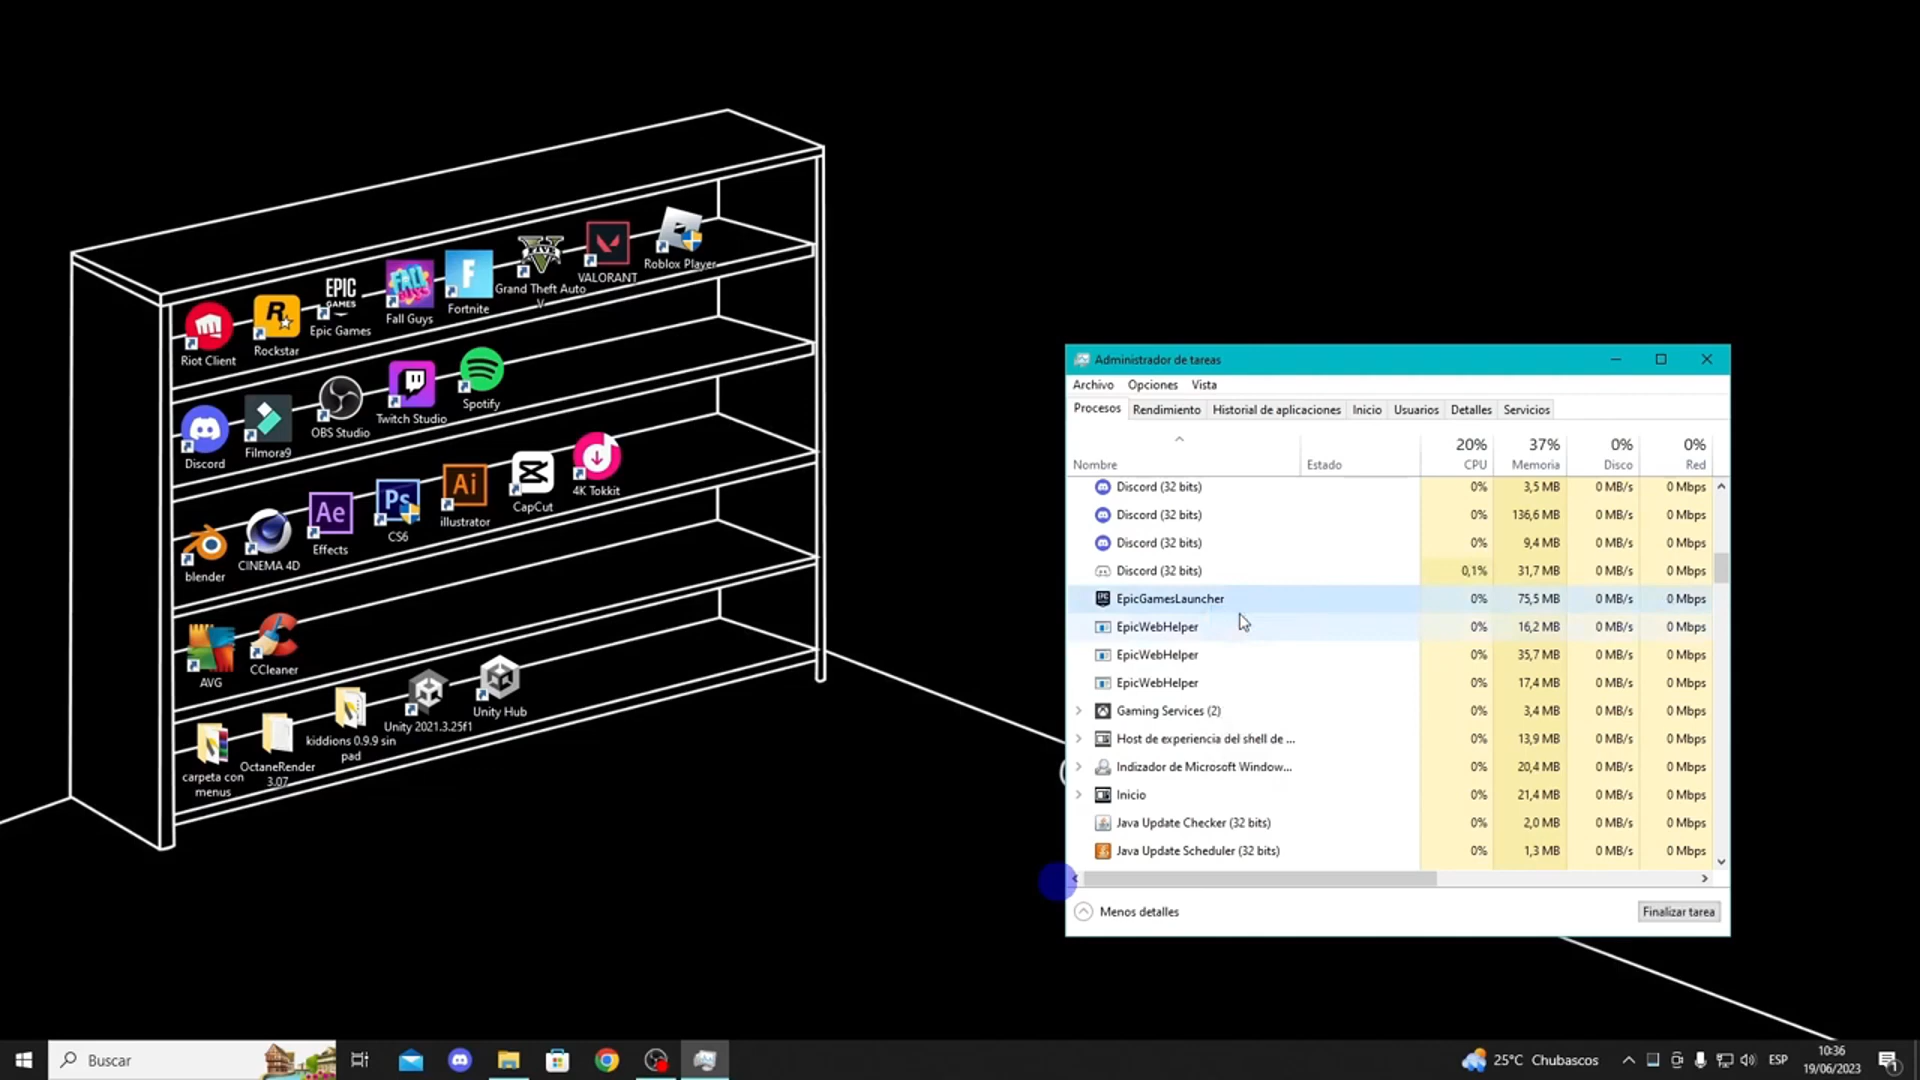 Roblox Player
VALORANT
Grand Theft Auto
V
Fortnite
FALL
GUYS
Fall Guys
EPIC
GAMES
Epic Games
Rockstar
Riot Client
Spotify
Twitch Studio
OBS Studio
Filmora9
Discord
4K Tokkit
CapCut
Ai
illustrator
Ps
CS6
Ae
Effects
CINEMA 4D
blender
CCleaner
AVG
Unity Hub
Unity 2021.3.25f1
kiddions 0.9.9 sin
pad
OctaneRender
3.07
carpeta con
menus
Administrador de tareas
Archivo Opciones Vista
Procesos Rendimiento Historial de aplicaciones Inicio Usuarios Detalles Servicios
20% 37% 0% 0%
Nombre Estado CPU Memoria Disco Red
Discord (32 bits) 0% 3,5 MB 0 MB/s 0 Mbps
Discord (32 bits) 0% 136,6 MB 0 MB/s 0 Mbps
Discord (32 bits) 0% 9,4 MB 0 MB/s 0 Mbps
Discord (32 bits) 0,1% 31,7 MB 0 MB/s 0 Mbps
EpicGamesLauncher 0% 75,5 MB 0 MB/s 0 Mbps
EpicWebHelper 0% 16,2 MB 0 MB/s 0 Mbps
EpicWebHelper 0% 35,7 MB 0 MB/s 0 Mbps
EpicWebHelper 0% 17,4 MB 0 MB/s 0 Mbps
Gaming Services (2) 0% 3,4 MB 0 MB/s 0 Mbps
Host de experiencia del shell de ... 0% 13,9 MB 0 MB/s 0 Mbps
Indizador de Microsoft Window... 0% 20,4 MB 0 MB/s 0 Mbps
Inicio 0% 21,4 MB 0 MB/s 0 Mbps
Java Update Checker (32 bits) 0% 2,0 MB 0 MB/s 0 Mbps
Java Update Scheduler (32 bits) 0% 1,3 MB 0 MB/s 0 Mbps
Menos detalles Finalizar tarea
Buscar
25°C Chubascos
ESP
10:36
19/06/2023
1